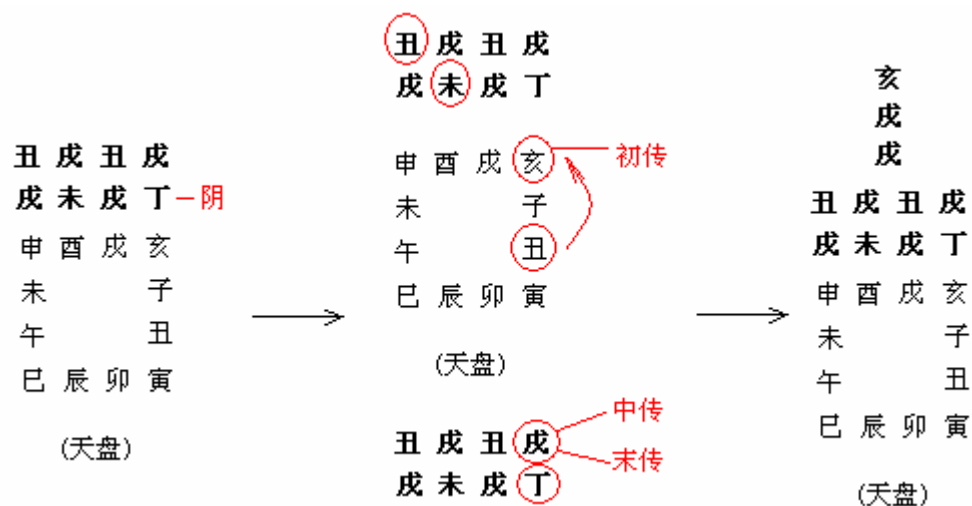 丑 戌 丑 戌
戌 未 戌 丁 阴
申 酉 戌 亥
未 子
午 丑
巳 辰 卯 寅
(天盘)
丑 戌 丑 戌
戌 未 戌 丁
申 酉 戌 亥 初传
未 子
午 丑
巳 辰 卯 寅
(天盘)
丑 戌 丑 戌 中传
戌 未 戌 丁 末传
亥
戌
戌
丑 戌 丑 戌
戌 未 戌 丁
申 酉 戌 亥
未 子
午 丑
巳 辰 卯 寅
(天盘)